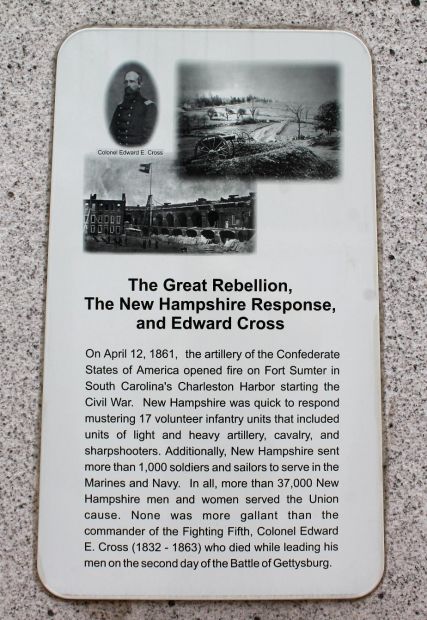 Colonel Edward E. Cross
The Great Rebellion,
The New Hampshire Response,
and Edward Cross
On April 12, 1861, the artillery of the Confederate
States of America opened fire on Fort Sumter in
South Carolina's Charleston Harbor starting the
Civil War. New Hampshire was quick to respond
mustering 17 volunteer infantry units that included
units of light and heavy artillery, cavalry, and
sharpshooters. Additionally, New Hampshire sent
more than 1,000 soldiers and sailors to serve in the
Marines and Navy. In all, more than 37,000 New
Hampshire men and women served the Union
cause. None was more gallant than the
commander of the Fighting Fifth, Colonel Edward
E. Cross (1832 - 1863) who died while leading his
men on the second day of the Battle of Gettysburg.